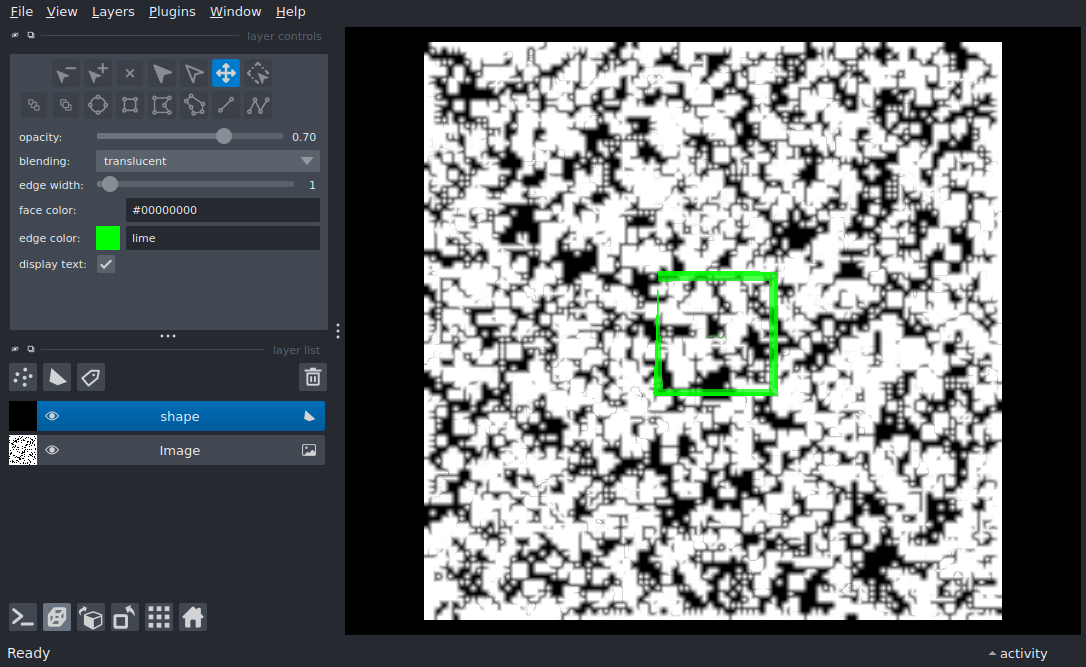 File View Layers Plugins Window Help
layer controls
opacity: 0.70
blending: translucent
edge width: 1
face color: #00000000
edge color: lime
display text:
layer list
shape
Image
Ready
activity